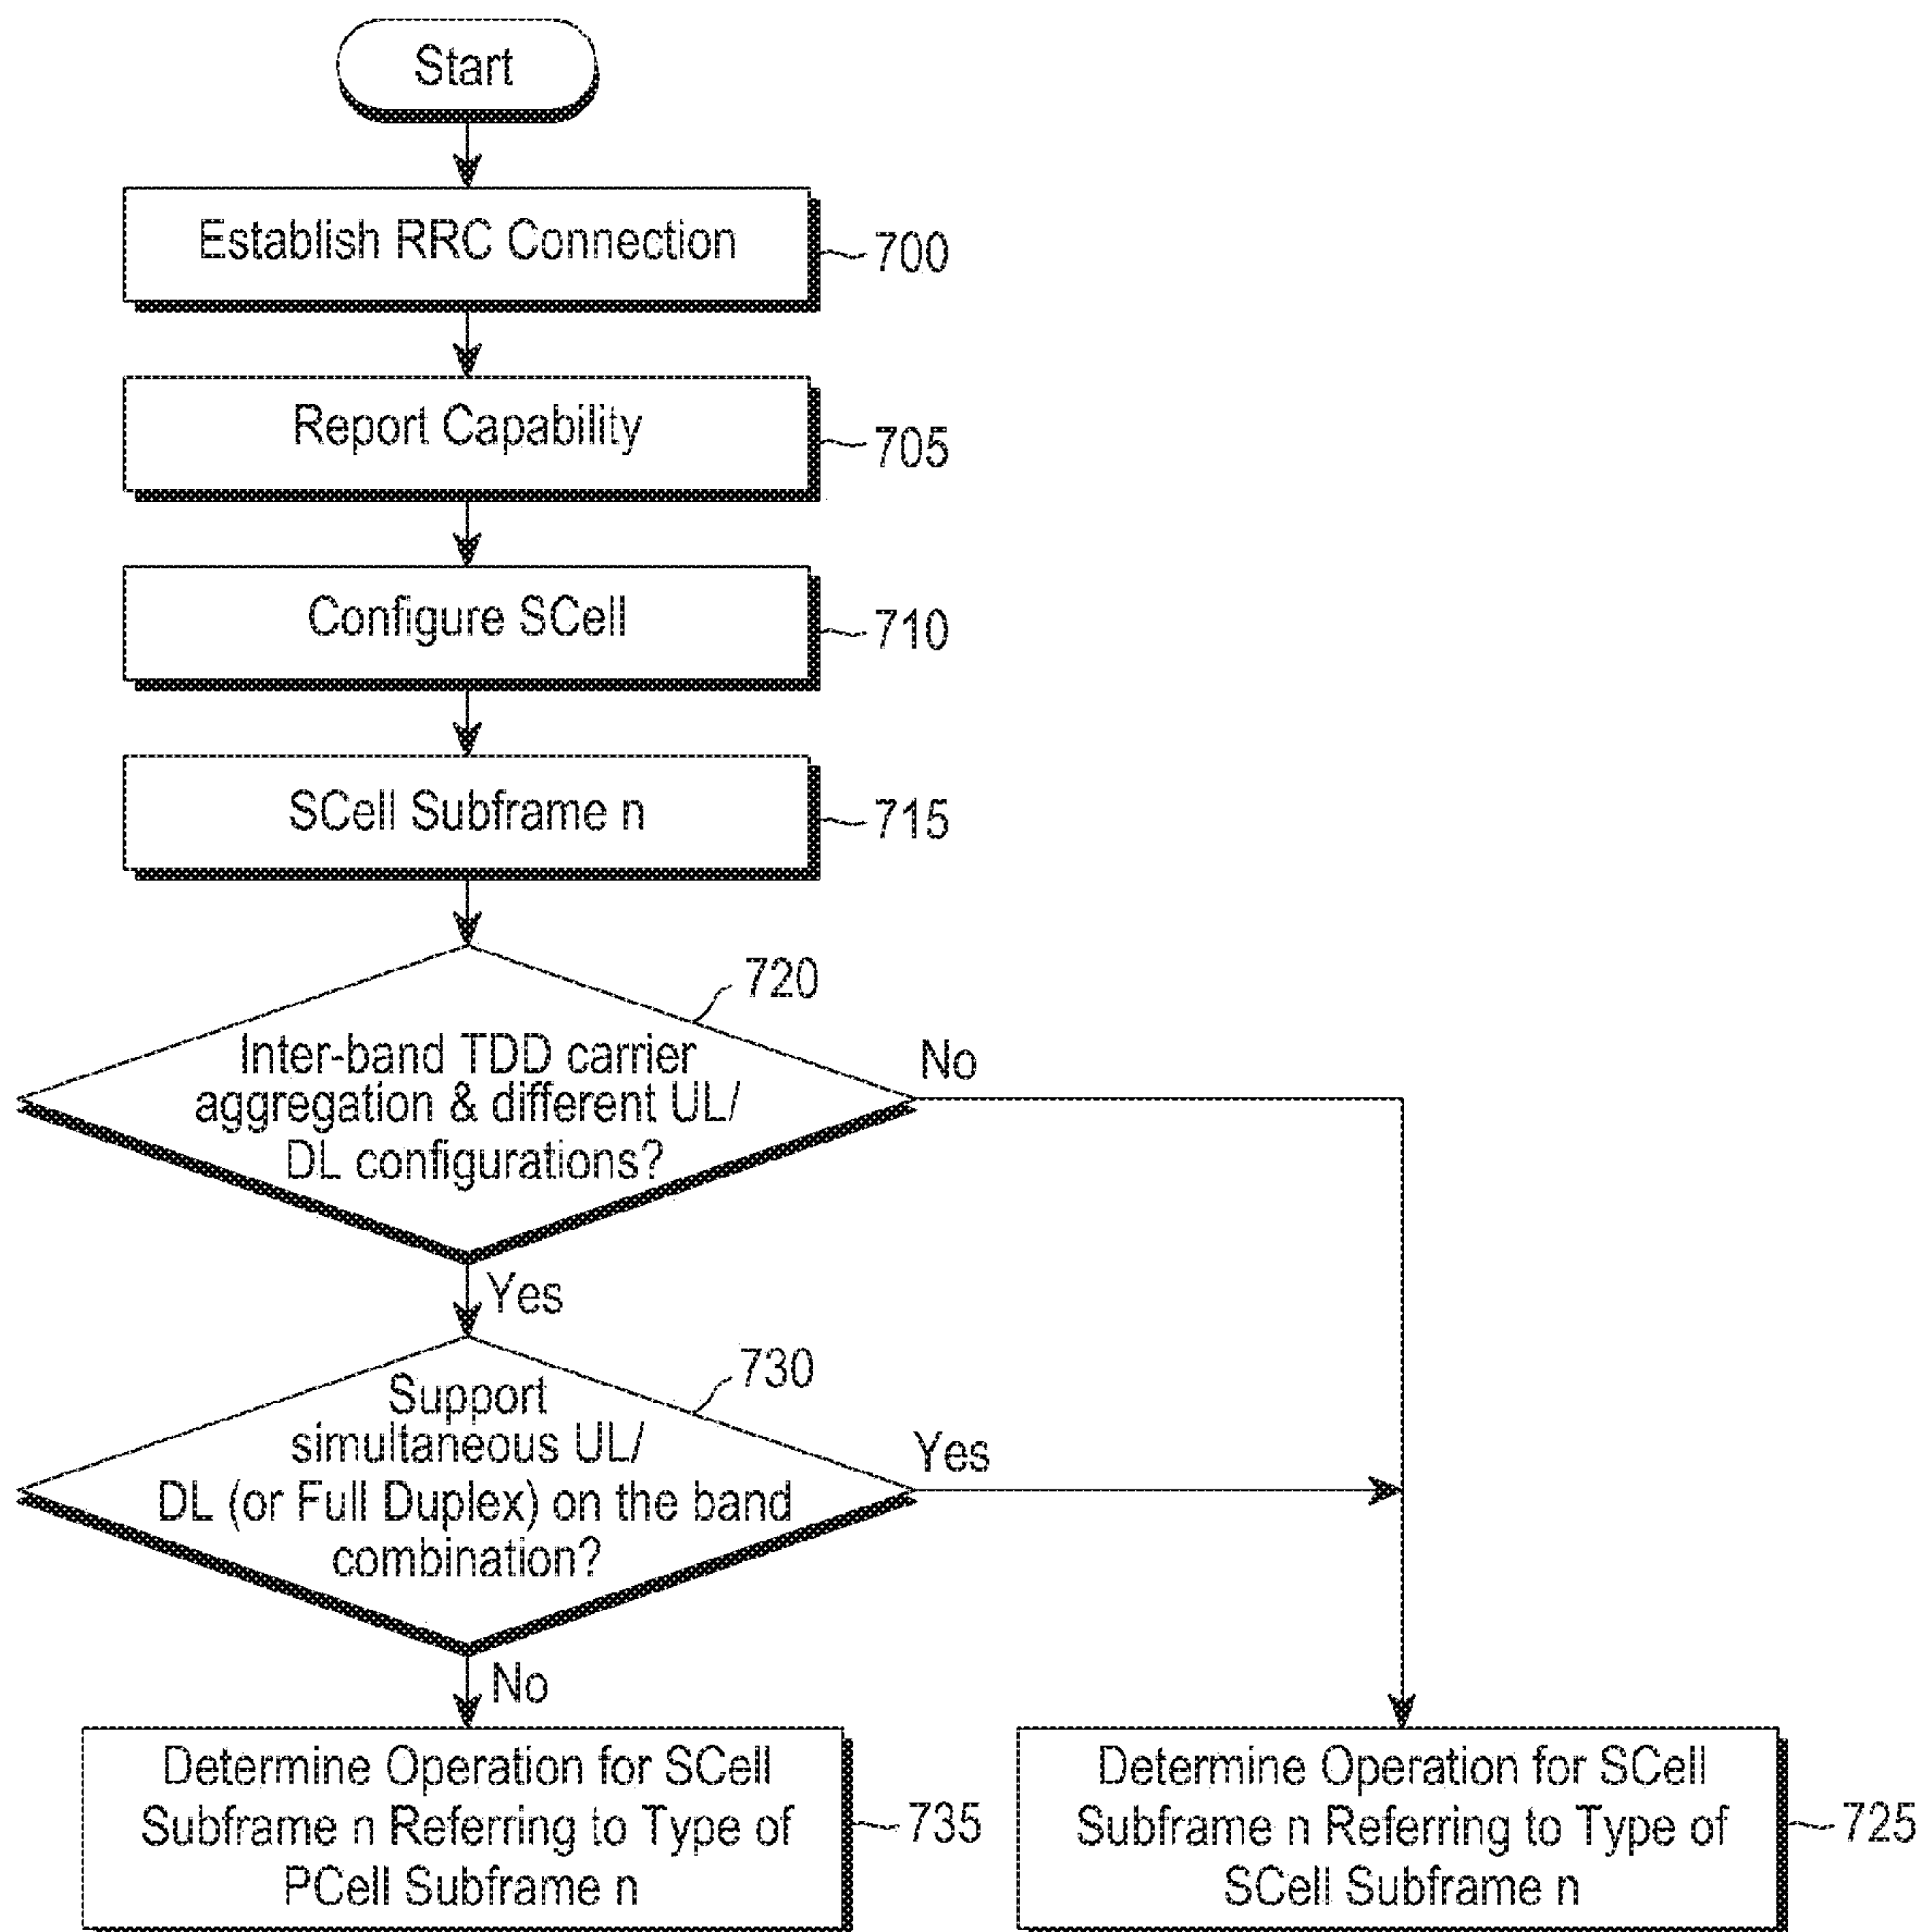 Start
Establish RRC Connection
700
Report Capability
705
Configure SCell
710
SCell Subframe n
715
720
Inter-band TDD carrier
aggregation & different UL/
DL configurations?
No
Yes
730
Support
simultaneous UL/
DL (or Full Duplex) on the band
combination?
Yes
No
Determine Operation for SCell
Subframe n Referring to Type of
PCell Subframe n
735
Determine Operation for SCell
Subframe n Referring to Type of
SCell Subframe n
725